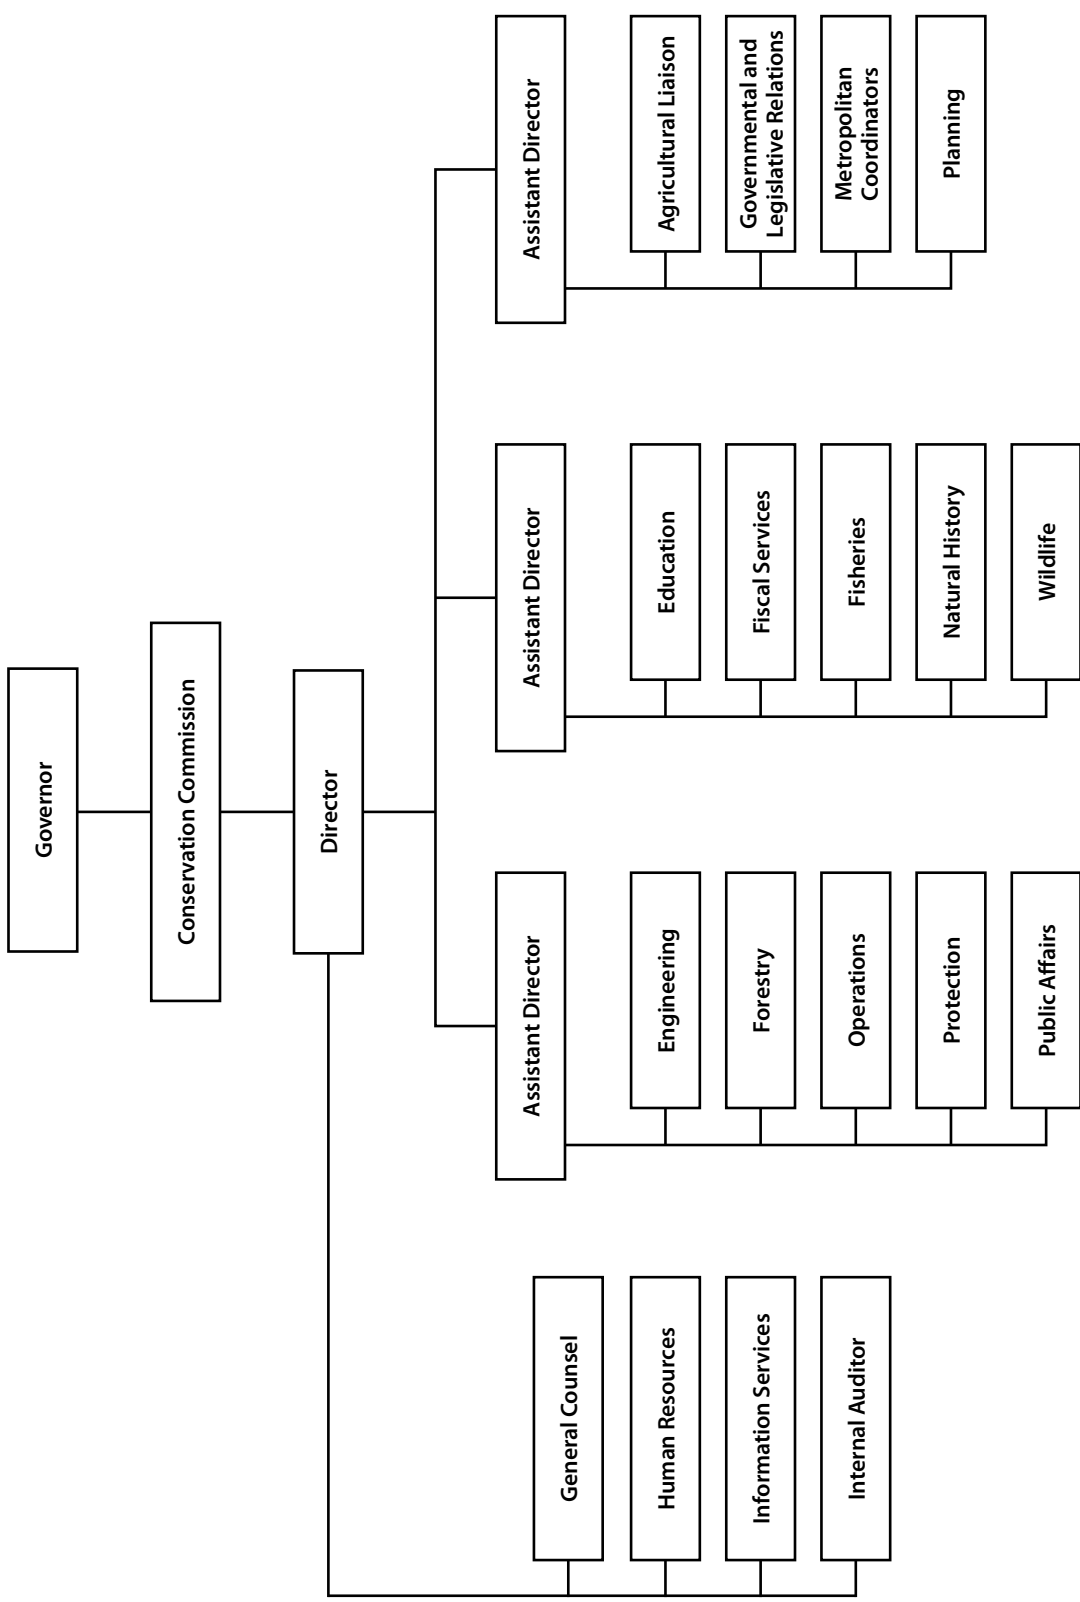 Governor
Conservation Commission
Director
General Counsel
Human Resources
Information Services
Internal Auditor
Assistant Director
Engineering
Forestry
Operations
Protection
Public Affairs
Assistant Director
Education
Fiscal Services
Fisheries
Natural History
Wildlife
Assistant Director
Agricultural Liaison
Governmental and
Legislative Relations
Metropolitan
Coordinators
Planning